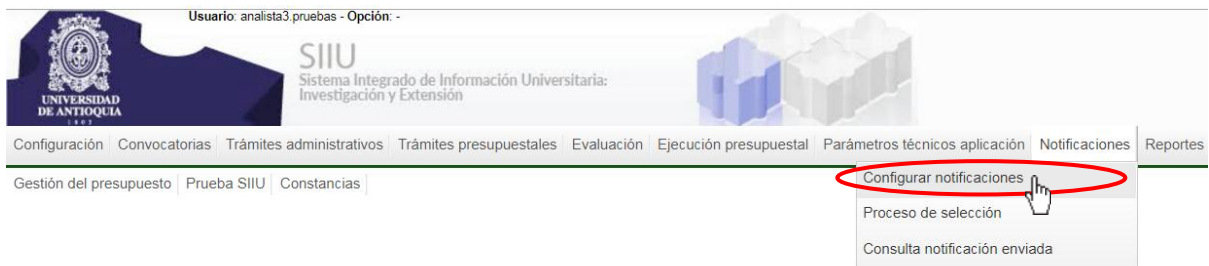 Usuario: analista3.pruebas - Opción: -
SIIU
Sistema Integrado de Información Universitaria:
Investigación y Extensión
UNIVERSIDAD
DE ANTIOQUIA
1803
Configuración Convocatorias Trámites administrativos Trámites presupuestales Evaluación Ejecución presupuestal Parámetros técnicos aplicación Notificaciones Reportes
Gestión del presupuesto Prueba SIIU Constancias
Configurar notificaciones
Proceso de selección
Consulta notificación enviada